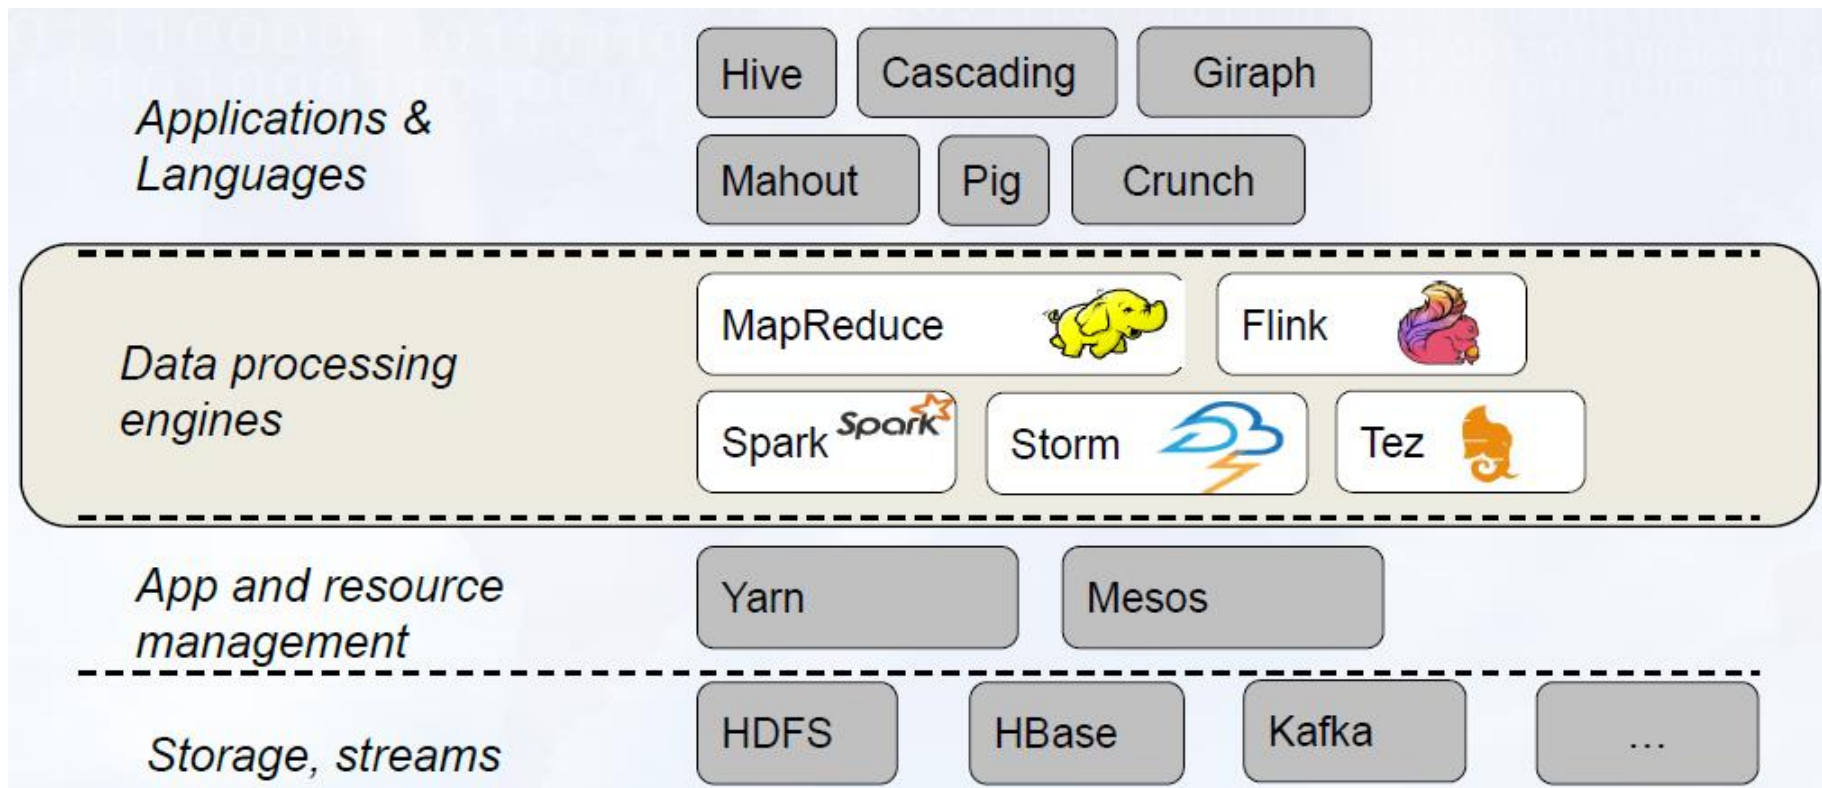 Applications &
Languages
Hive
Cascading
Giraph
Mahout
Pig
Crunch
Data processing
engines
MapReduce
Flink
Spark
Spark
Storm
Tez
App and resource
management
Yarn
Mesos
Storage, streams
HDFS
HBase
Kafka
...